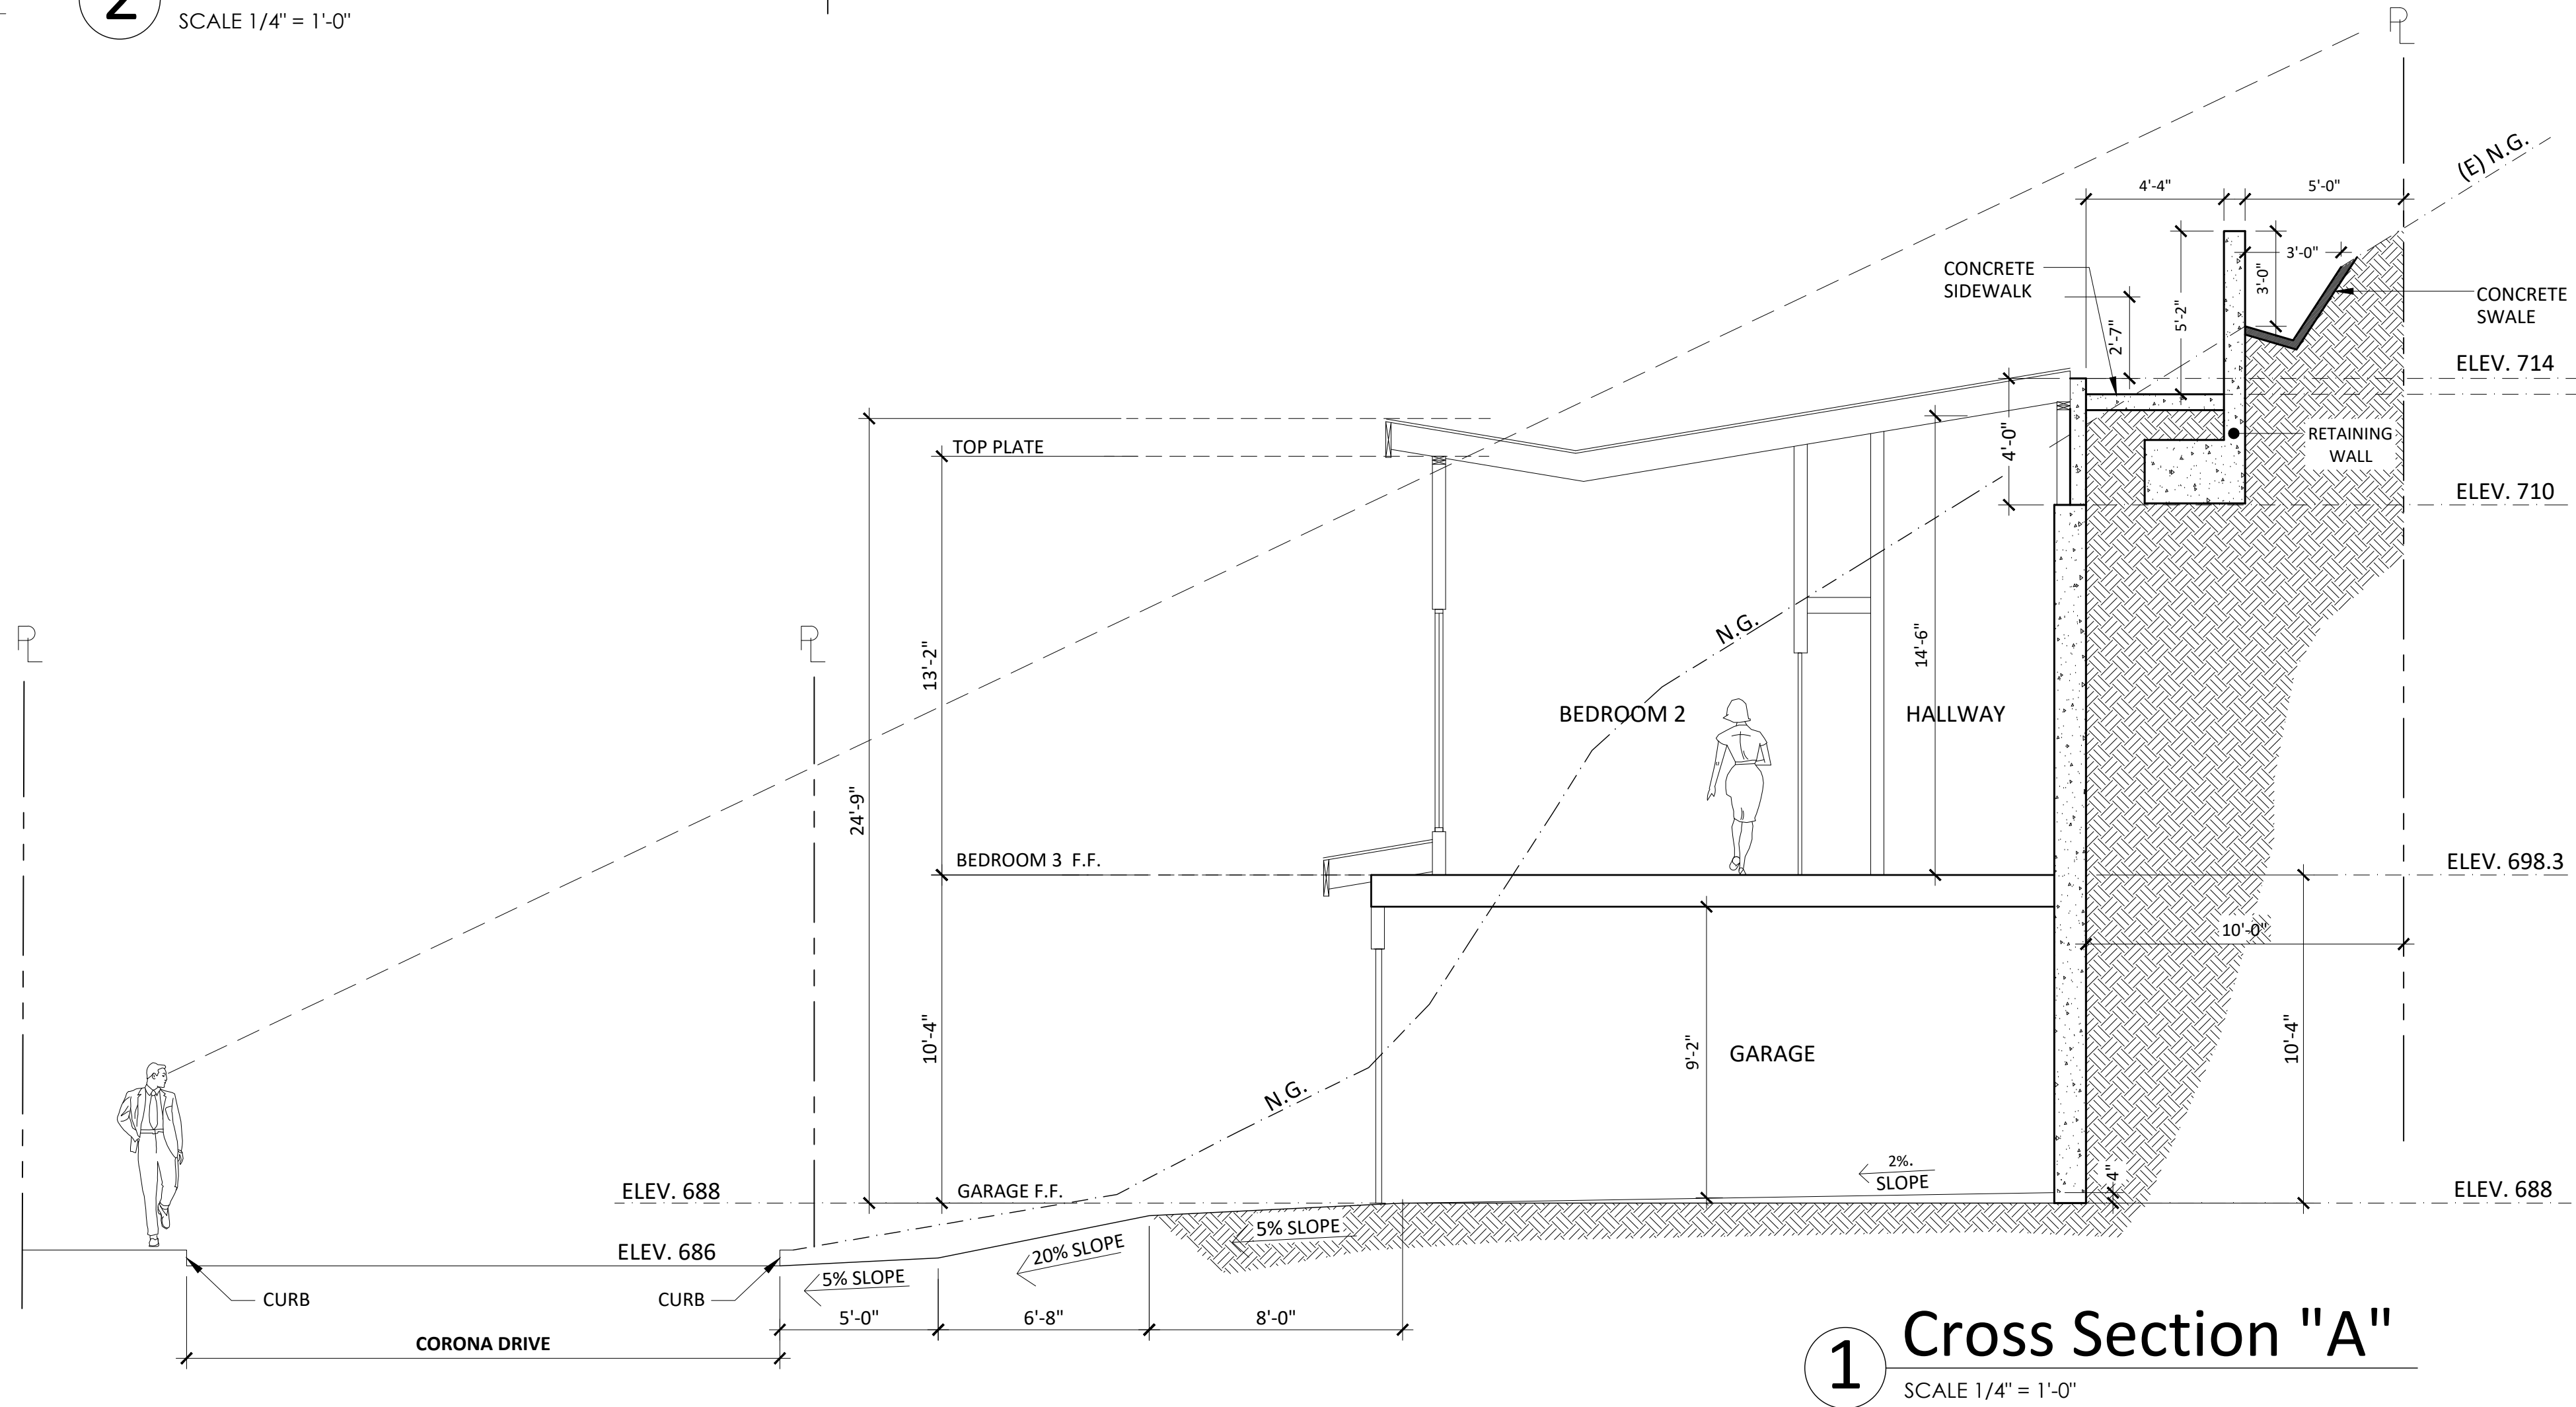 2
SCALE 1/4" = 1'-0"
PL
(E) N.G.
4'-4"
5'-0"
3'-0"
3'-0"
CONCRETE
SIDEWALK
5'-2"
2'-7"
CONCRETE
SWALE
ELEV. 714
TOP PLATE
4'-0"
RETAINING
WALL
ELEV. 710
PL
PL
13'-2"
N.G.
14'-6"
BEDROOM 2
HALLWAY
24'-9"
BEDROOM 3 F.F.
ELEV. 698.3
10'-0"
10'-4"
9'-2"
GARAGE
10'-4"
N.G.
2%.
SLOPE
4"
ELEV. 688
GARAGE F.F.
ELEV. 688
5% SLOPE
20% SLOPE
ELEV. 686
5% SLOPE
CURB
CURB
5'-0"
6'-8"
8'-0"
CORONA DRIVE
1
Cross Section "A"
SCALE 1/4" = 1'-0"